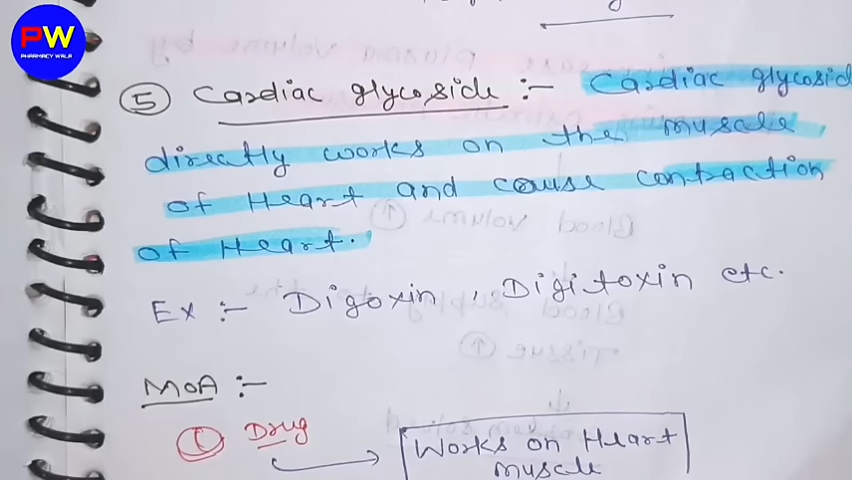 PW
PHARMACY WALA
⑤ Cardiac glycoside :- Cardiac glycosid
directly works on the muscle
of Heart and cause contraction
of Heart.
Ex :- Digoxin , Digitoxin etc.
MoA :-
① Drug
Works on Heart
muscle